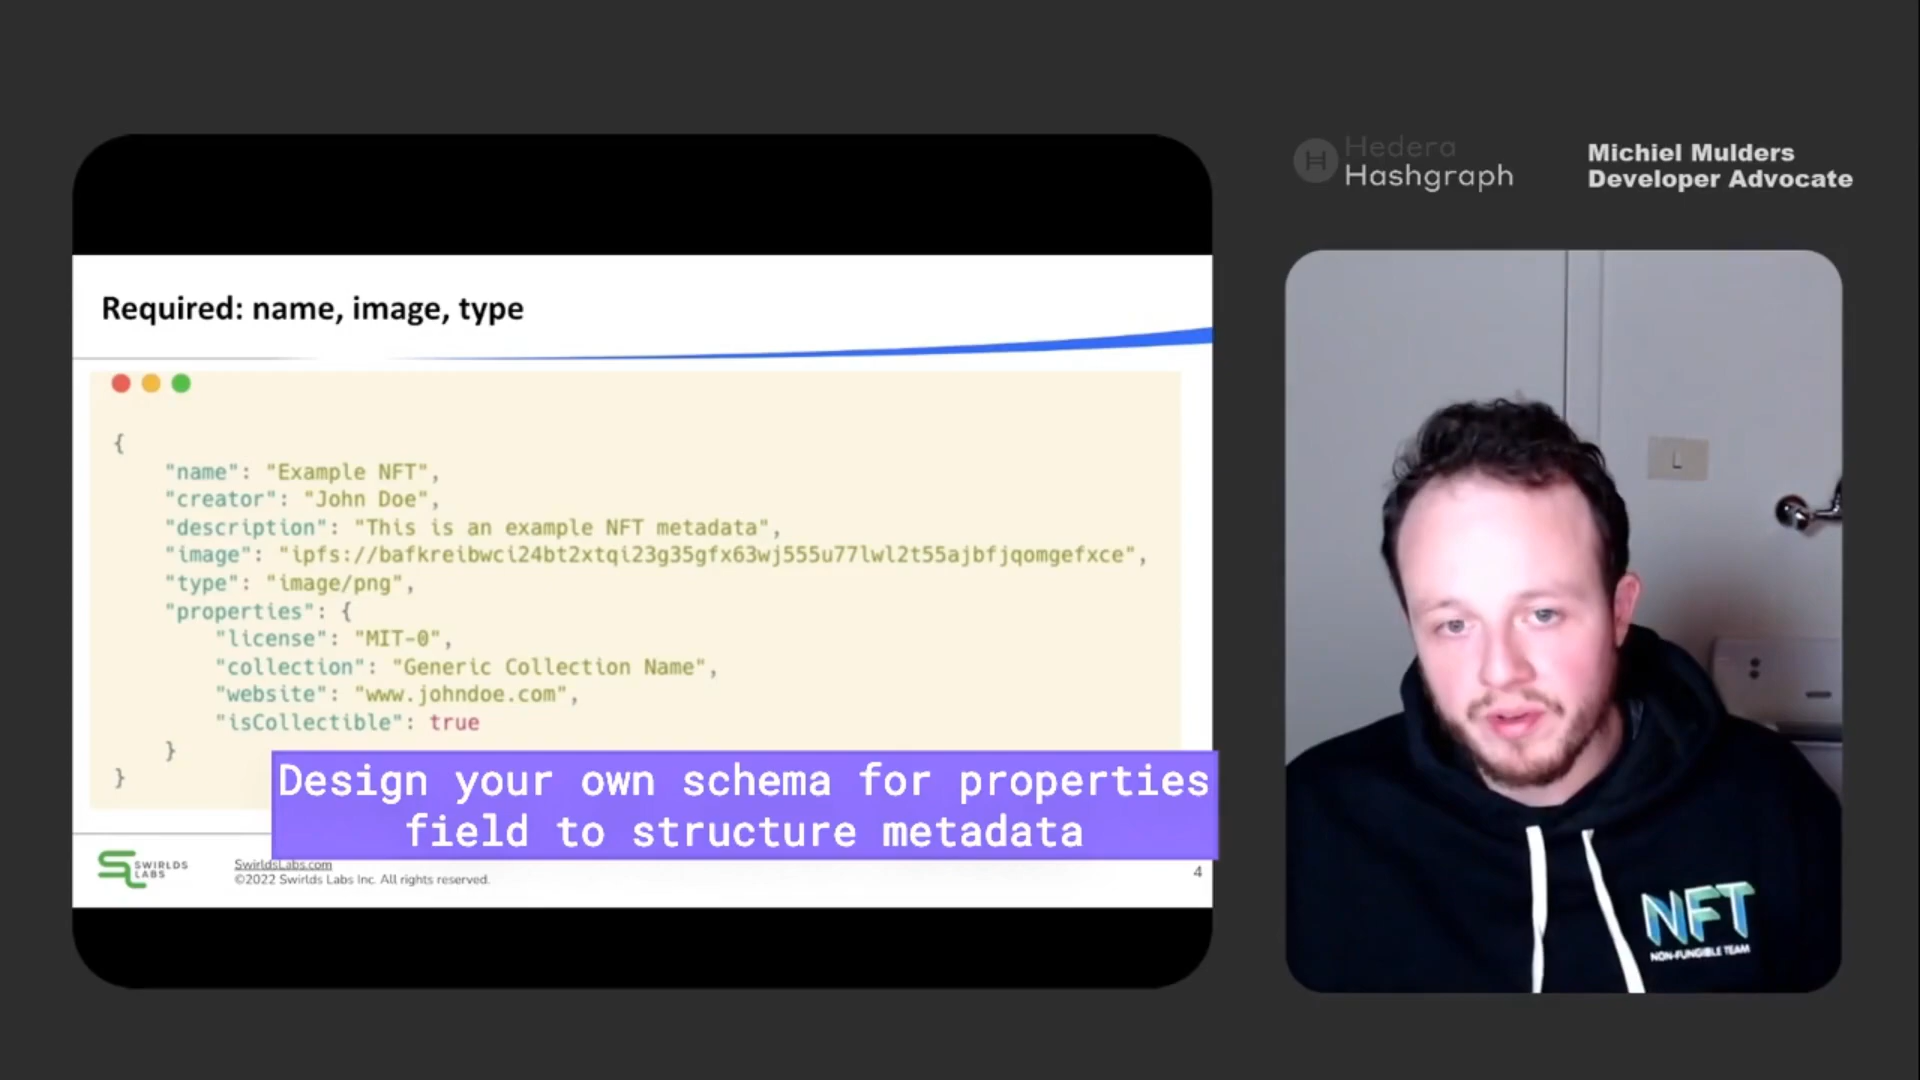 Hedera
Hashgraph
Michiel Mulders
Developer Advocate
Required: name, image, type
{
"name": "Example NFT",
"creator": "John Doe",
"description": "This is an example NFT metadata",
"image": "ipfs://bafkreibwci24bt2xtqi23g35gfx63wj555u77lwl2t55ajbfjqomgefxce",
"type": "image/png",
"properties": {
"license": "MIT-0",
"collection": "Generic Collection Name",
"website": "www.johndoe.com",
"isCollectible": true
}
}
Design your own schema for properties
field to structure metadata
SWIRLDS
LABS
SwirldsLabs.com
©2022 Swirlds Labs Inc. All rights reserved.
4
NFT
NON-FUNGIBLE TEAM